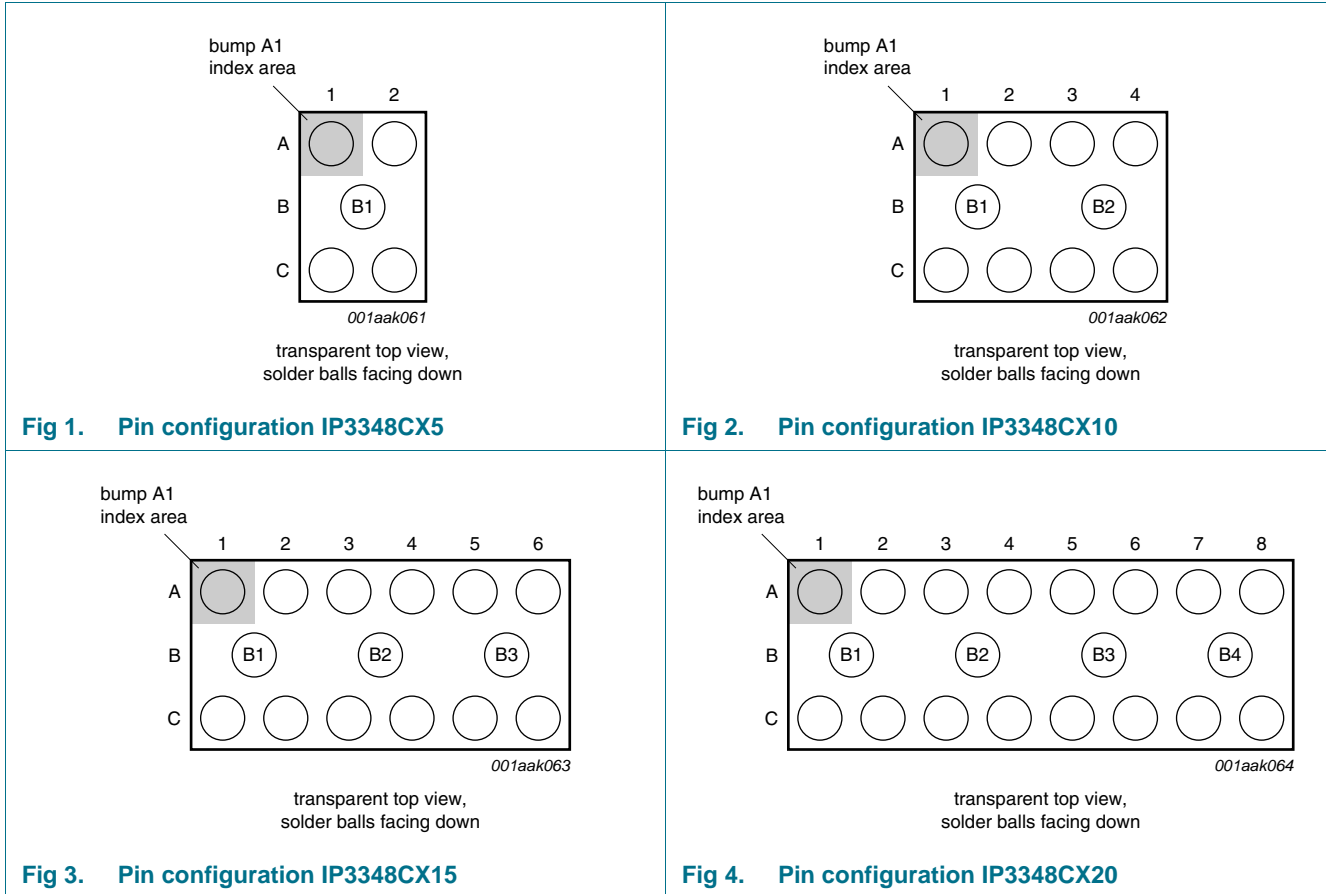 bump A1
index area
1 2
A
B B1
C
001aak061
transparent top view,
solder balls facing down
Fig 1. Pin configuration IP3348CX5
bump A1
index area
1 2 3 4
A
B B1 B2
C
001aak062
transparent top view,
solder balls facing down
Fig 2. Pin configuration IP3348CX10
bump A1
index area
1 2 3 4 5 6
A
B B1 B2 B3
C
001aak063
transparent top view,
solder balls facing down
Fig 3. Pin configuration IP3348CX15
bump A1
index area
1 2 3 4 5 6 7 8
A
B B1 B2 B3 B4
C
001aak064
transparent top view,
solder balls facing down
Fig 4. Pin configuration IP3348CX20